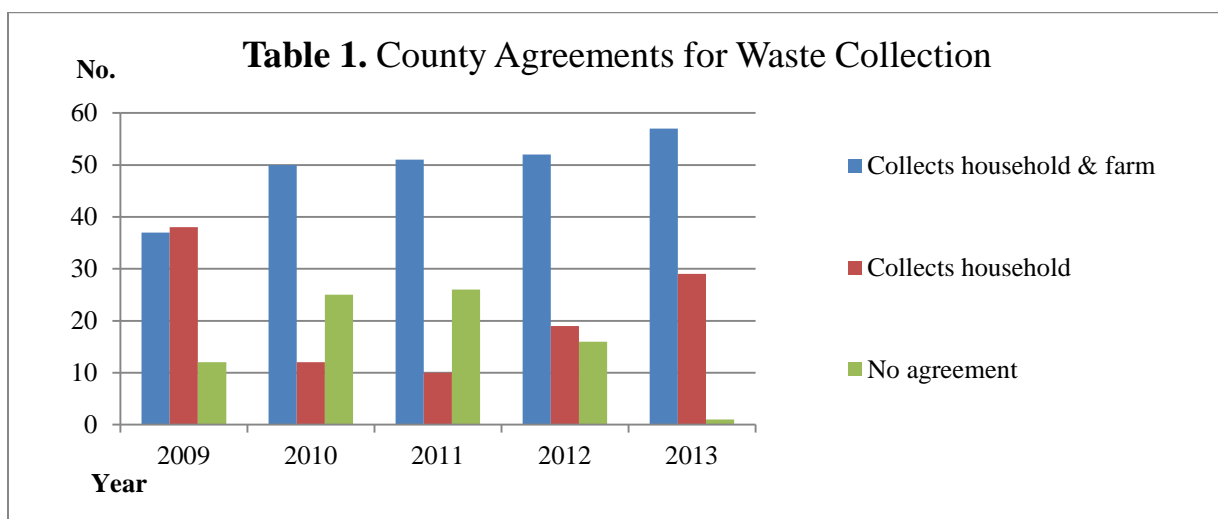 Table 1. County Agreements for Waste Collection
No.
60
50
40
30
20
10
0
2009 2010 2011 2012 2013
Year
Collects household & farm
Collects household
No agreement